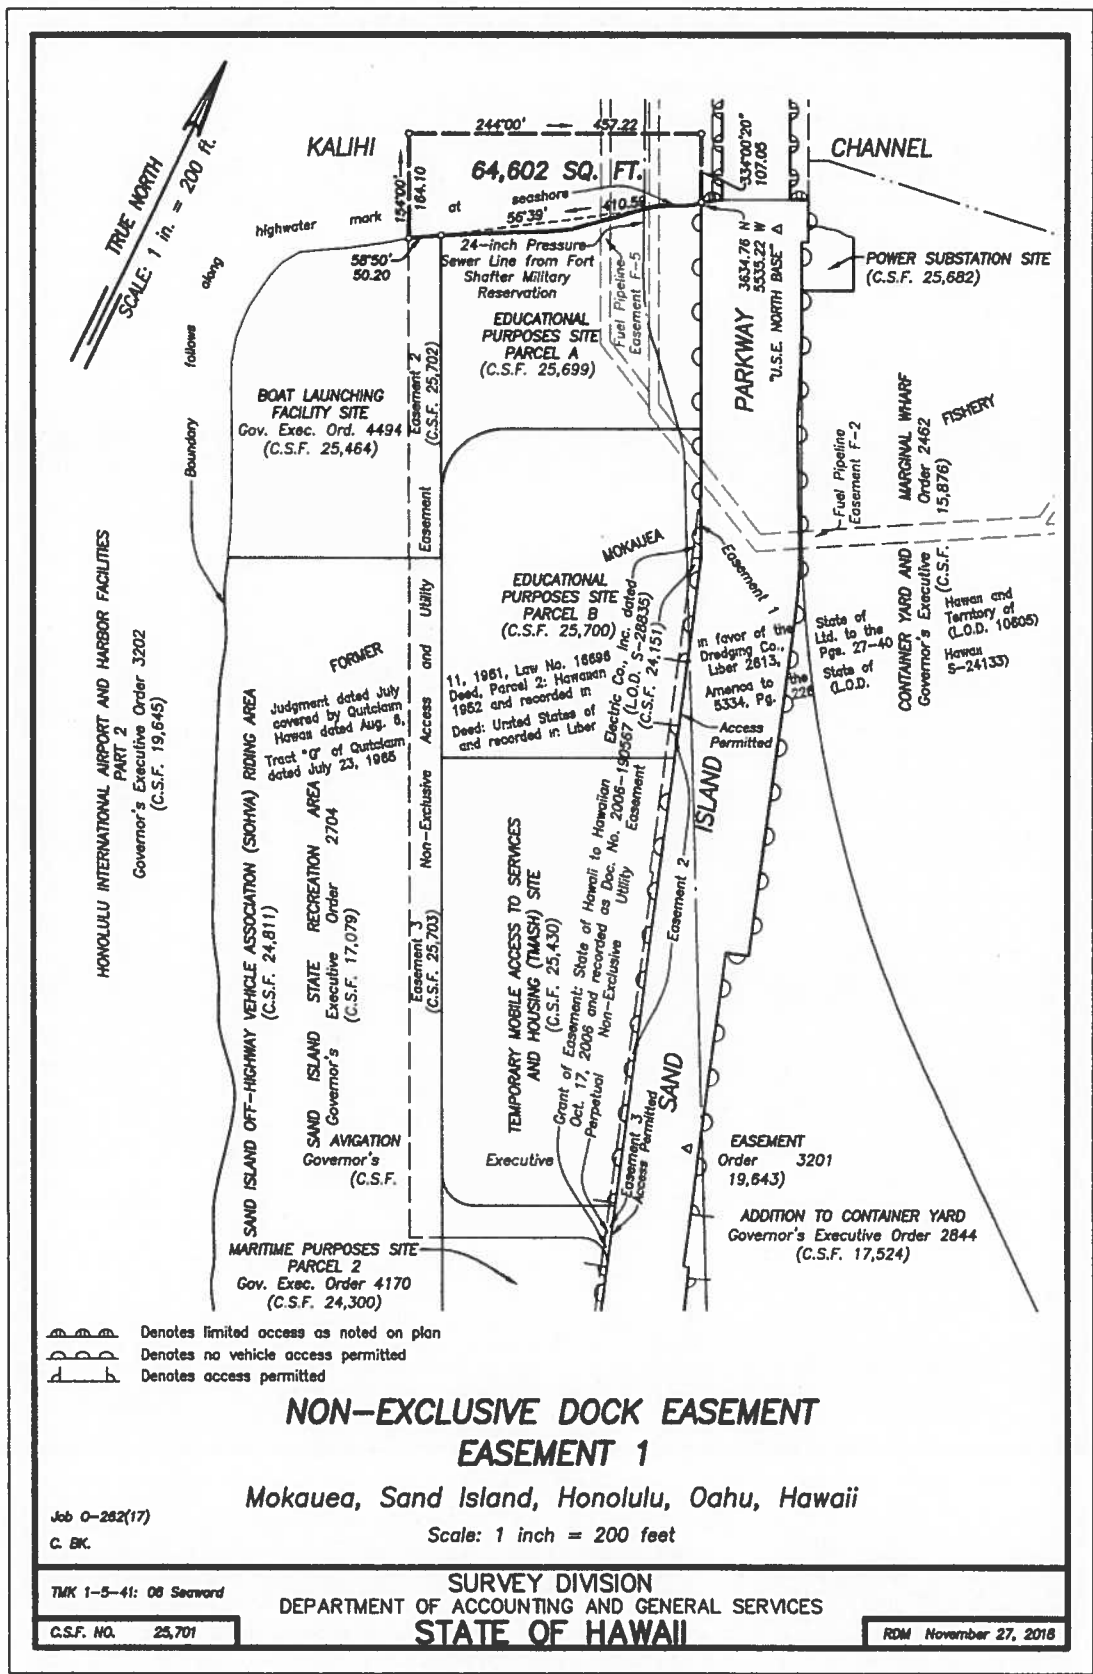 TRUE NORTH
SCALE: 1 in. = 200 ft.
KALIHI
CHANNEL
244°00'
457.22
64,602 SQ. FT.
154°00'
164.10
334°00'20"
107.05
Boundary follows along highwater mark at seashore
56°39'
410.59
58°50'
50.20
24-inch Pressure
Sewer Line from Fort
Shafter Military
Reservation
Fuel Pipeline
Easement F-5
3634.76 N
5535.22 W
"U.S.E. NORTH BASE"
POWER SUBSTATION SITE
(C.S.F. 25,682)
EDUCATIONAL
PURPOSES SITE
PARCEL A
(C.S.F. 25,699)
Easement 2
(C.S.F. 25,702)
BOAT LAUNCHING
FACILITY SITE
Gov. Exec. Ord. 4494
(C.S.F. 25,464)
SAND ISLAND PARKWAY
FISHERY
MARGINAL WHARF
Order 2462
15,876)
CONTAINER YARD AND
Governor's Executive
(C.S.F.
Fuel Pipeline
Easement F-2
HONOLULU INTERNATIONAL AIRPORT AND HARBOR FACILITIES
PART 2
Governor's Executive Order 3202
(C.S.F. 19,645)
MOKAUEA
Easement 1
EDUCATIONAL
PURPOSES SITE
PARCEL B
(C.S.F. 25,700)
FORMER
Judgment dated July 11, 1961, Law No. 16696 in favor of the State of Hawaii and
covered by Quitclaim Deed, Parcel 2: Hawaiian Dredging Co., Ltd. to the Territory of
Hawaii dated Aug. 6, 1952 and recorded in Liber 2613, Pgs. 27-40 (L.O.D. 10605)
Tract "G" of Quitclaim Deed: United States of America to the State of Hawaii
dated July 23, 1965 and recorded in Liber 5334, Pg. 226 (L.O.D. S-24133)
Access
Permitted
Non-Exclusive Access and Utility Easement
Easement 3
(C.S.F. 25,703)
SAND ISLAND OFF-HIGHWAY VEHICLE ASSOCIATION (SIOHVA) RIDING AREA
(C.S.F. 24,811)
SAND ISLAND STATE RECREATION AREA
Governor's Executive Order 2704
(C.S.F. 17,079)
TEMPORARY MOBILE ACCESS TO SERVICES
AND HOUSING (TMASH) SITE
(C.S.F. 25,430)
Grant of Easement: State of Hawaii to Hawaiian Electric Co., Inc. dated
Oct. 17, 2006 and recorded as Doc. No. 2006-190567 (L.O.D. S-28835)
Perpetual Non-Exclusive Utility Easement (C.S.F. 24,151)
Easement 2
Easement 3
Access Permitted
AVIGATION EASEMENT
Governor's Executive Order 3201
(C.S.F. 19,643)
ADDITION TO CONTAINER YARD
Governor's Executive Order 2844
(C.S.F. 17,524)
MARITIME PURPOSES SITE
PARCEL 2
Gov. Exec. Order 4170
(C.S.F. 24,300)
Denotes limited access as noted on plan
Denotes no vehicle access permitted
Denotes access permitted
NON-EXCLUSIVE DOCK EASEMENT
EASEMENT 1
Mokauea, Sand Island, Honolulu, Oahu, Hawaii
Scale: 1 inch = 200 feet
Job O-262(17)
C. BK.
TMK 1-5-41: 06 Seaward
SURVEY DIVISION
DEPARTMENT OF ACCOUNTING AND GENERAL SERVICES
STATE OF HAWAII
C.S.F. NO. 25,701
RDM November 27, 2018